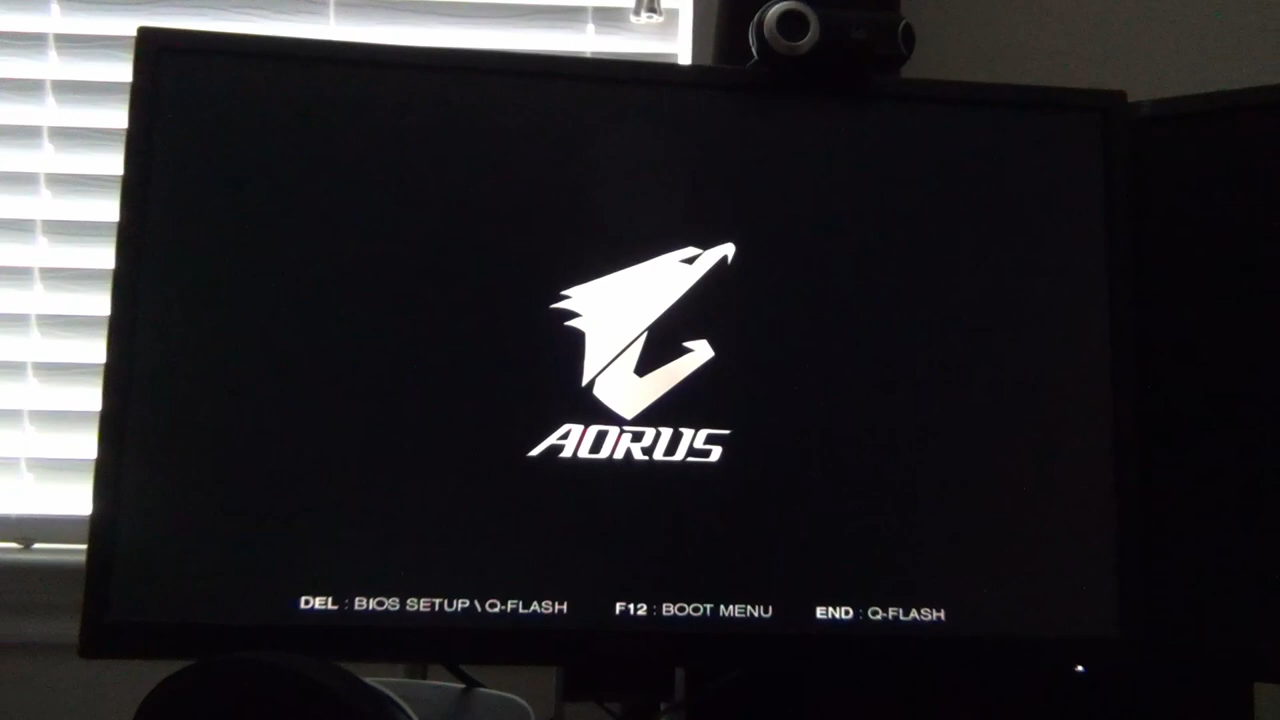 AORUS
DEL : BIOS SETUP \ Q-FLASH F12 : BOOT MENU END : Q-FLASH